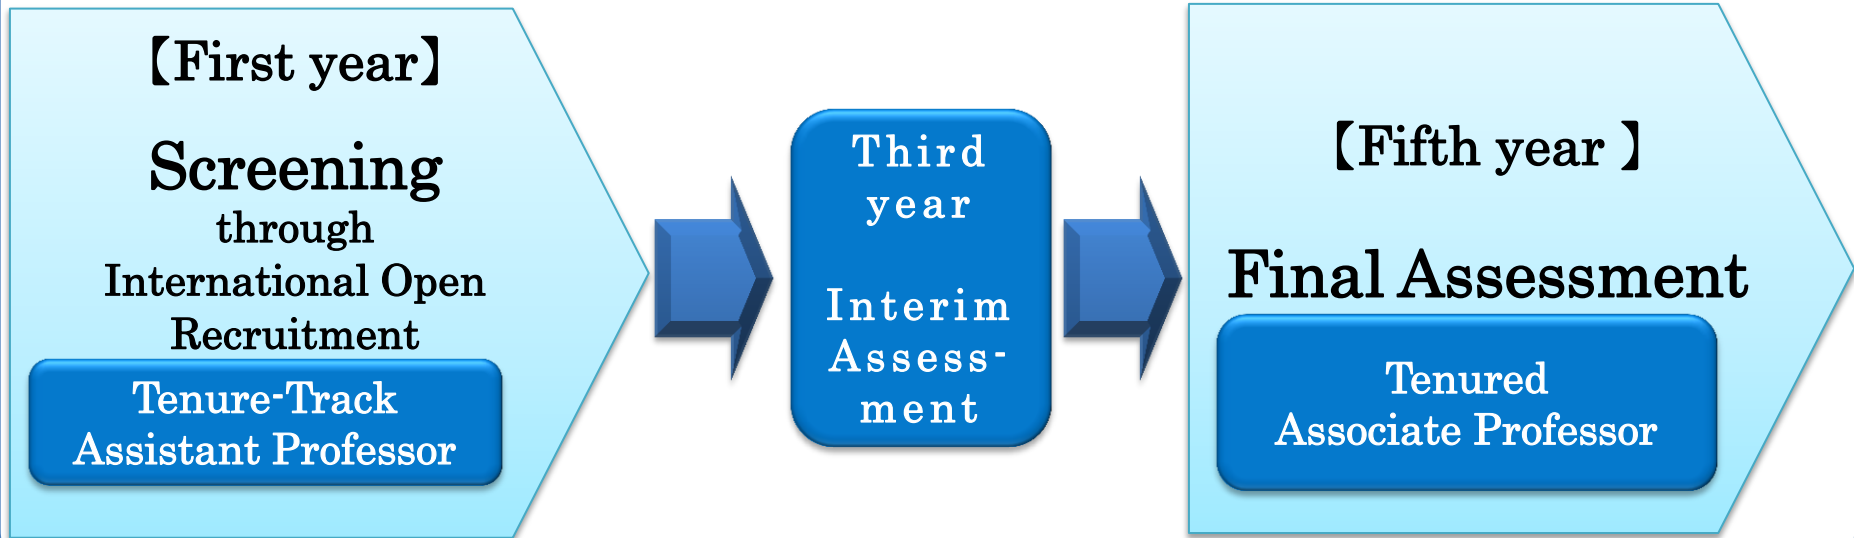 【First year】
Screening
through
International Open
Recruitment
Tenure-Track
Assistant Professor
Third
year
Interim
Assess-
ment
【Fifth year 】
Final Assessment
Tenured
Associate Professor